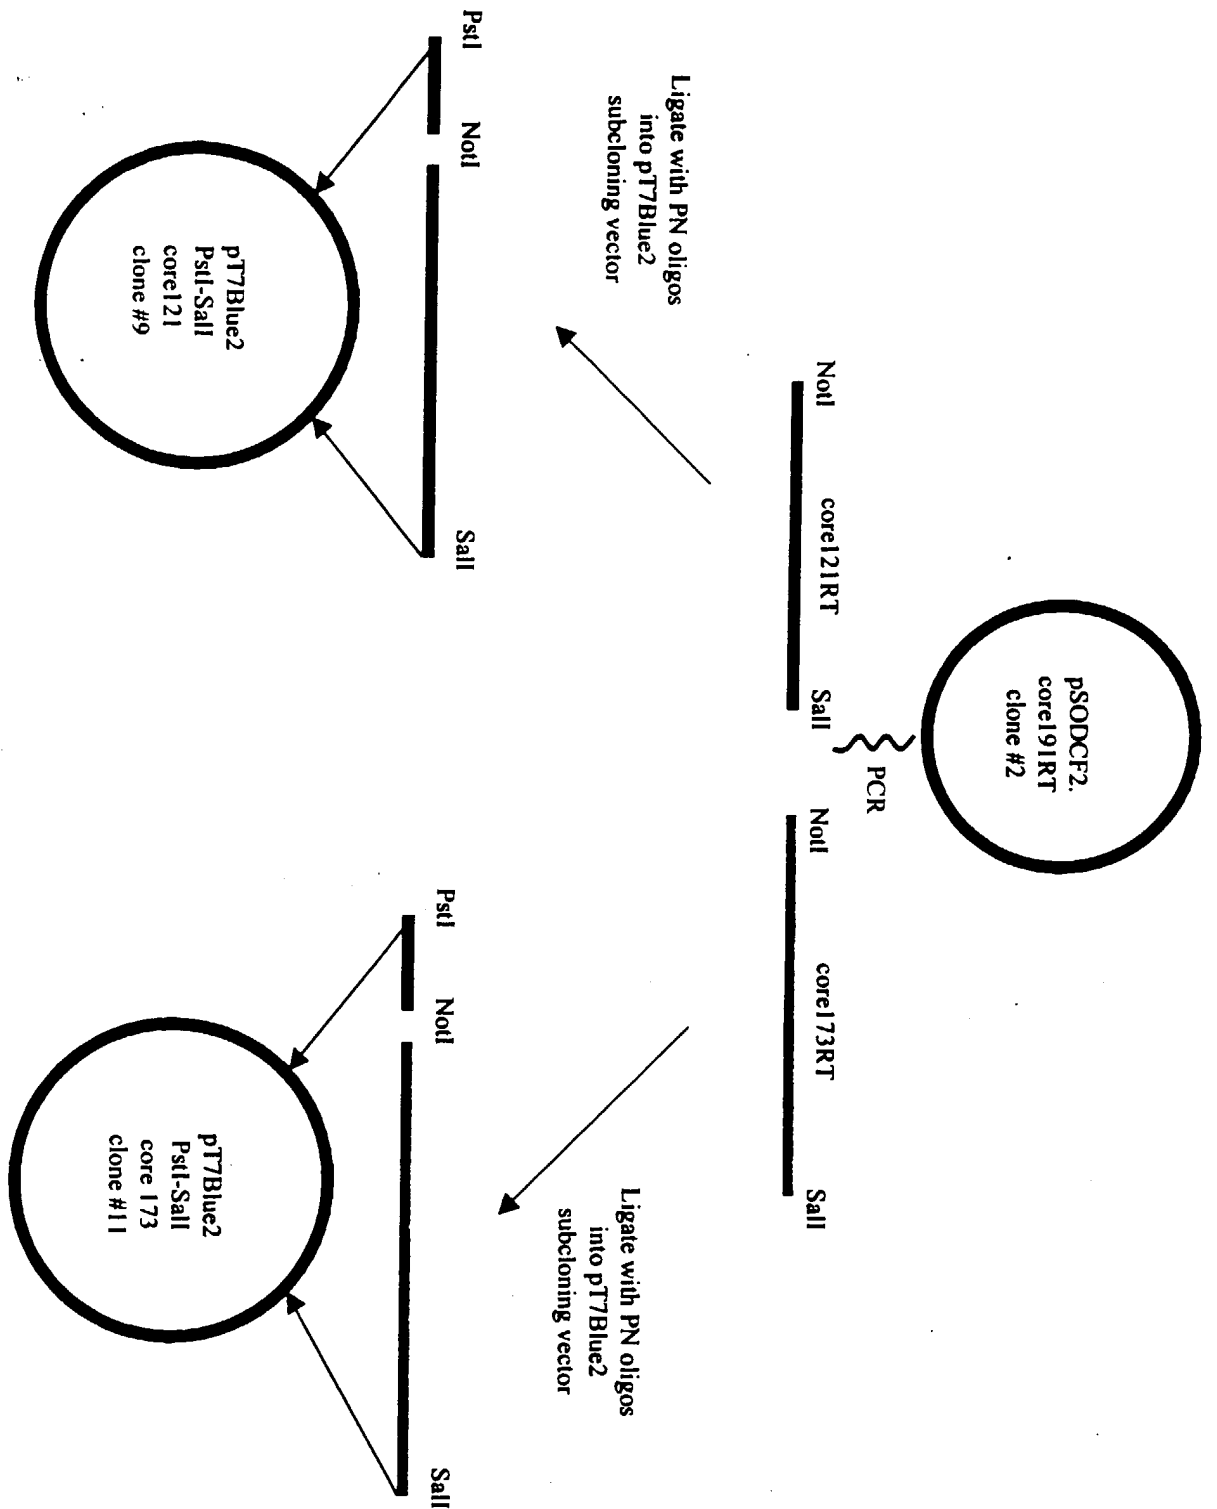 pSODCF2.
core191RT
clone #2
PCR
NotI
core121RT
SalI
NotI
core173RT
SalI
Ligate with PN oligos
into pT7Blue2
subcloning vector
Ligate with PN oligos
into pT7Blue2
subcloning vector
PstI
NotI
SalI
PstI
NotI
SalI
pT7Blue2
PstI-SalI
core121
clone #9
pT7Blue2
PstI-SalI
core 173
clone #11